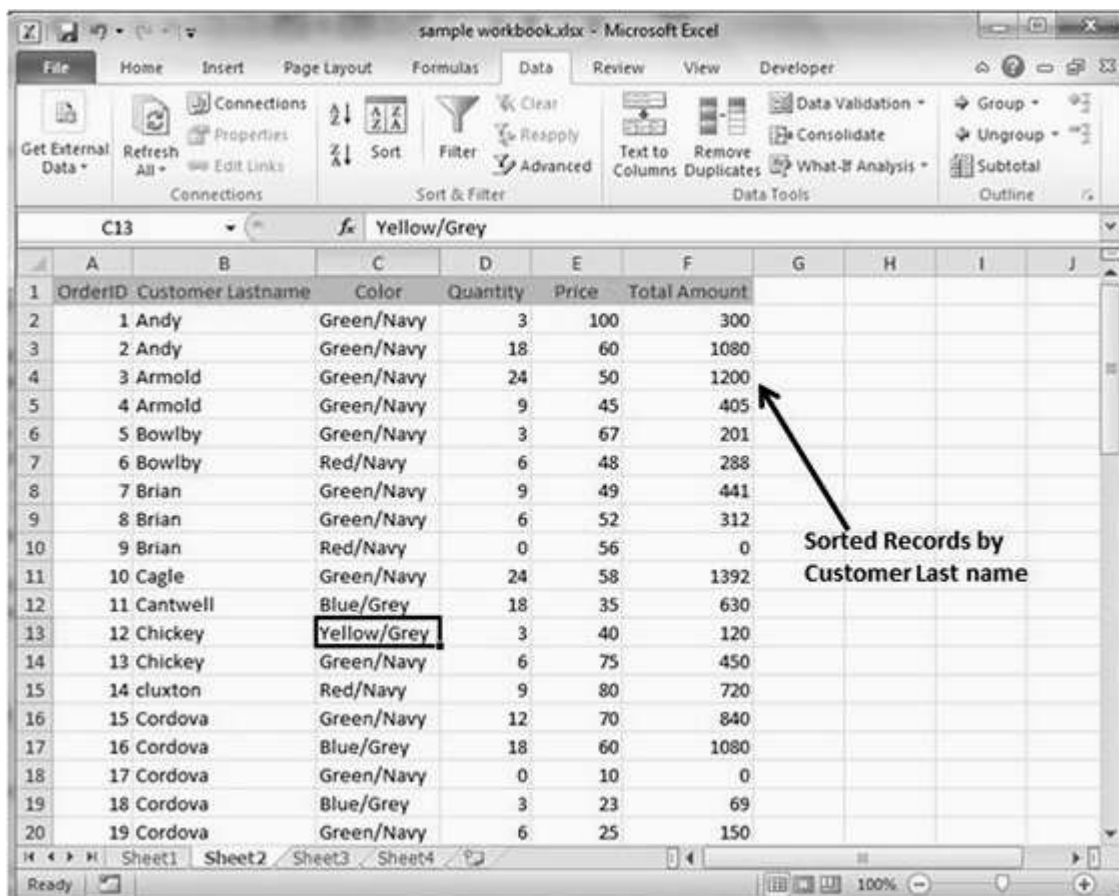 sample workbook.xlsx - Microsoft Excel
File Home Insert Page Layout Formulas Data Review View Developer
Get External Data
Refresh All
Connections
Properties
Edit Links
Connections
Sort
Filter
Clear
Reapply
Advanced
Sort & Filter
Text to Columns
Remove Duplicates
Data Validation
Consolidate
What-If Analysis
Data Tools
Group
Ungroup
Subtotal
Outline
C13 fx Yellow/Grey
A B C D E F G H I J
1 OrderID Customer Lastname Color Quantity Price Total Amount
2 1 Andy Green/Navy 3 100 300
3 2 Andy Green/Navy 18 60 1080
4 3 Armold Green/Navy 24 50 1200
5 4 Armold Green/Navy 9 45 405
6 5 Bowlby Green/Navy 3 67 201
7 6 Bowlby Red/Navy 6 48 288
8 7 Brian Green/Navy 9 49 441
9 8 Brian Green/Navy 6 52 312
10 9 Brian Red/Navy 0 56 0
11 10 Cagle Green/Navy 24 58 1392
12 11 Cantwell Blue/Grey 18 35 630
13 12 Chickey Yellow/Grey 3 40 120
14 13 Chickey Green/Navy 6 75 450
15 14 cluxton Red/Navy 9 80 720
16 15 Cordova Green/Navy 12 70 840
17 16 Cordova Blue/Grey 18 60 1080
18 17 Cordova Green/Navy 0 10 0
19 18 Cordova Blue/Grey 3 23 69
20 19 Cordova Green/Navy 6 25 150
Sorted Records by
Customer Last name
Sheet1 Sheet2 Sheet3 Sheet4
Ready 100%